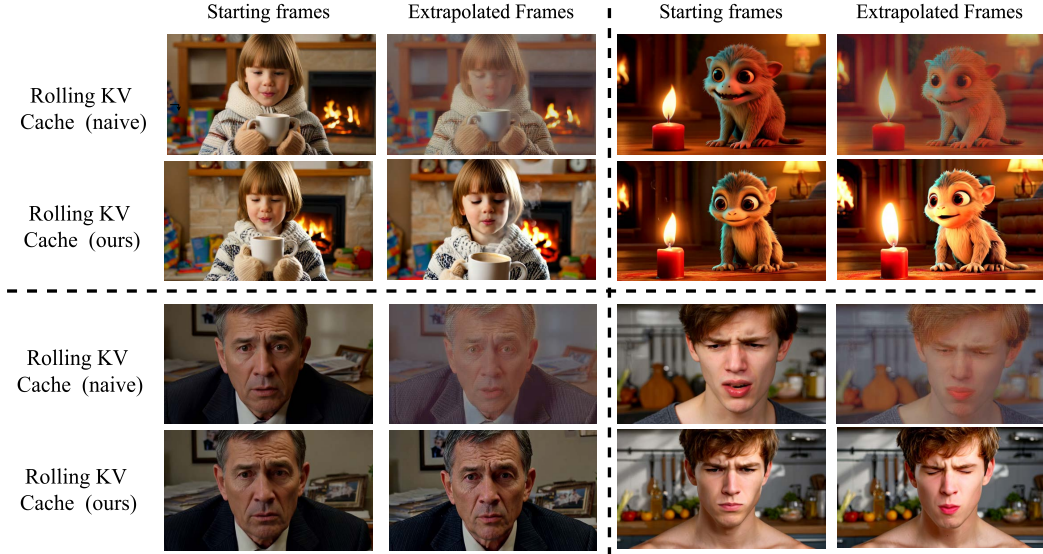 Starting frames Extrapolated Frames Starting frames Extrapolated Frames
Rolling KV
Cache (naive)
Rolling KV
Cache (ours)
Rolling KV
Cache (naive)
Rolling KV
Cache (ours)